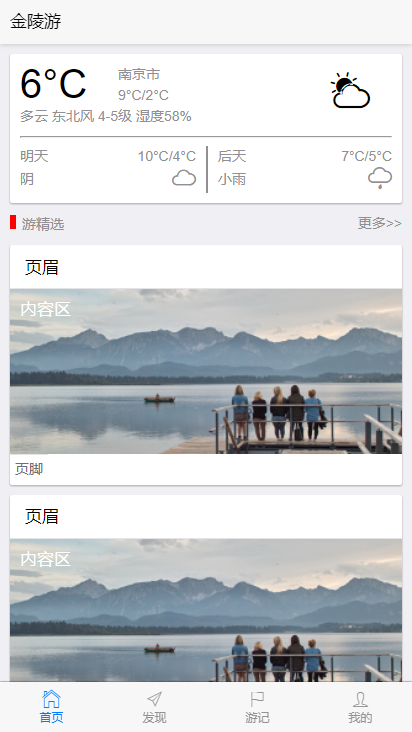 金陵游
6°C
南京市
9°C/2°C
多云 东北风 4-5级 湿度58%
明天 10°C/4°C
阴
后天 7°C/5°C
小雨
游精选 更多>>
页眉
内容区
页脚
页眉
内容区
首页 发现 游记 我的